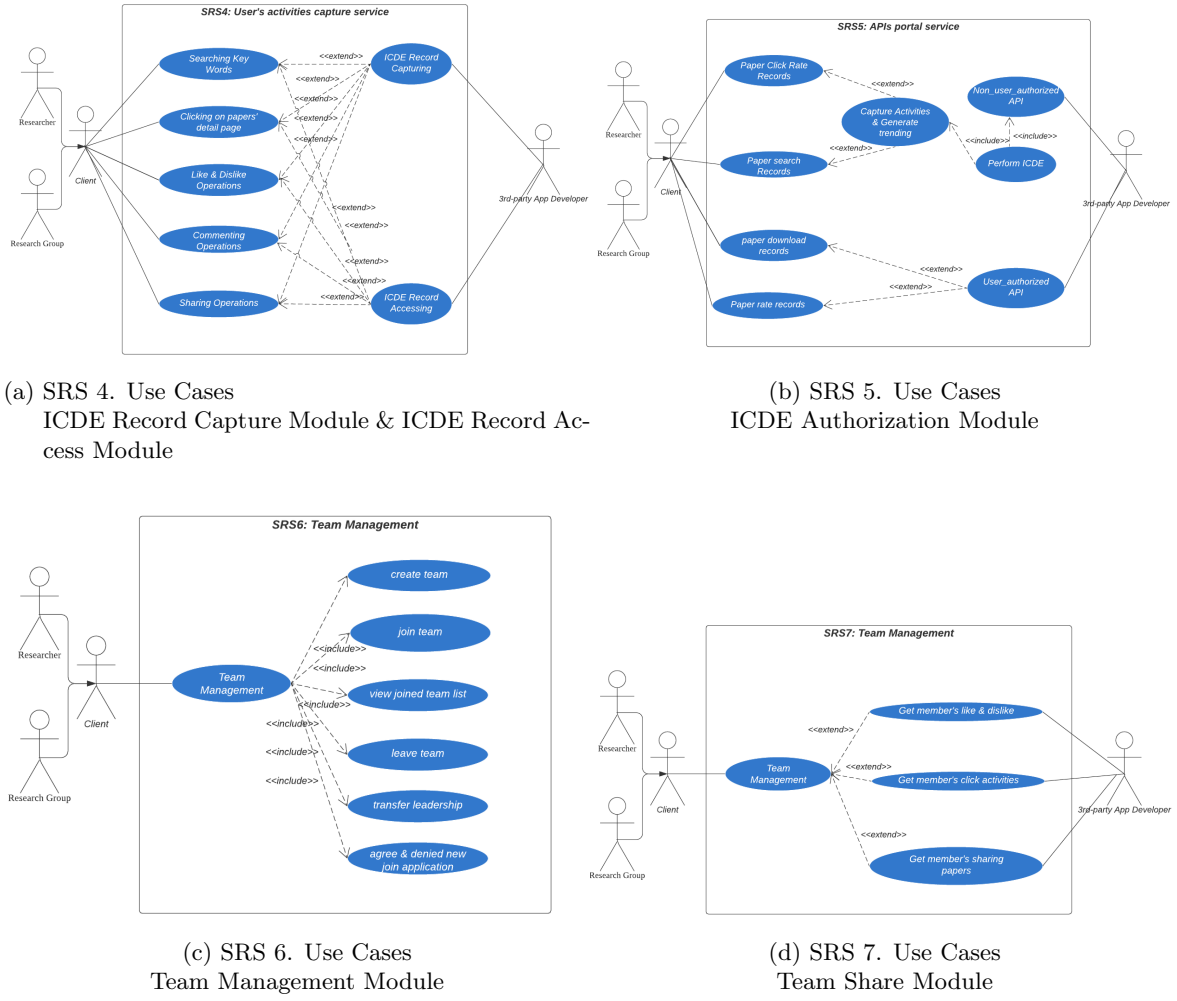 SRS4: User's activities capture service
Searching Key
Words
ICDE Record
Capturing
<<extend>>
<<extend>>
<<extend>>
<<extend>>
<<extend>>
Clicking on papers'
detail page
Like & Dislike
Operations
Commenting
Operations
Sharing Operations
Researcher
Client
Research Group
3rd-party App Developer
<<extend>>
<<extend>>
<<extend>>
<<extend>>
<<extend>>
ICDE Record
Accessing
(a) SRS 4. Use Cases
ICDE Record Capture Module & ICDE Record Ac-
cess Module
SRS5: APIs portal service
Paper Click Rate
Records
<<extend>>
Non_user_authorized
API
Capture Activities
& Generate
trending
<<include>>
<<include>>
<<extend>>
Perform ICDE
Paper search
Records
Researcher
Client
Research Group
3rd-party App Developer
paper download
records
<<extend>>
<<extend>>
User_authorized
API
Paper rate records
(b) SRS 5. Use Cases
ICDE Authorization Module
SRS6: Team Management
create team
join team
<<include>>
<<include>>
view joined team list
<<include>>
<<include>>
leave team
<<include>>
<<include>>
transfer leadership
agree & denied new
join application
Team
Management
Researcher
Client
Research Group
(c) SRS 6. Use Cases
Team Management Module
SRS7: Team Management
Get member's like & dislike
<<extend>>
<<extend>>
Get member's click activities
<<extend>>
Get member's sharing
papers
Team
Management
Researcher
Client
Research Group
3rd-party App Developer
(d) SRS 7. Use Cases
Team Share Module